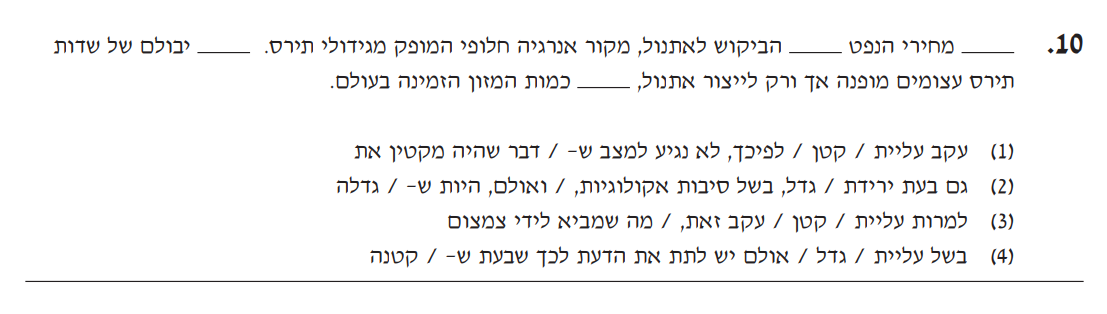 10. _____ מחירי הנפט _____ הביקוש לאתנול, מקור אנרגיה חלופי המופק מגידולי תירס. _____ יבולם של שדות
תירס עצומים מופנה אך ורק לייצור אתנול, _____ כמות המזון הזמינה בעולם.
(1) עקב עליית / קטן / לפיכך, לא נגיע למצב ש- / דבר שהיה מקטין את
(2) גם בעת ירידת / גדל, בשל סיבות אקולוגיות, / ואולם, היות ש- / גדלה
(3) למרות עליית / קטן / עקב זאת, / מה שמביא לידי צמצום
(4) בשל עליית / גדל / אולם יש לתת את הדעת לכך שבעת ש- / קטנה